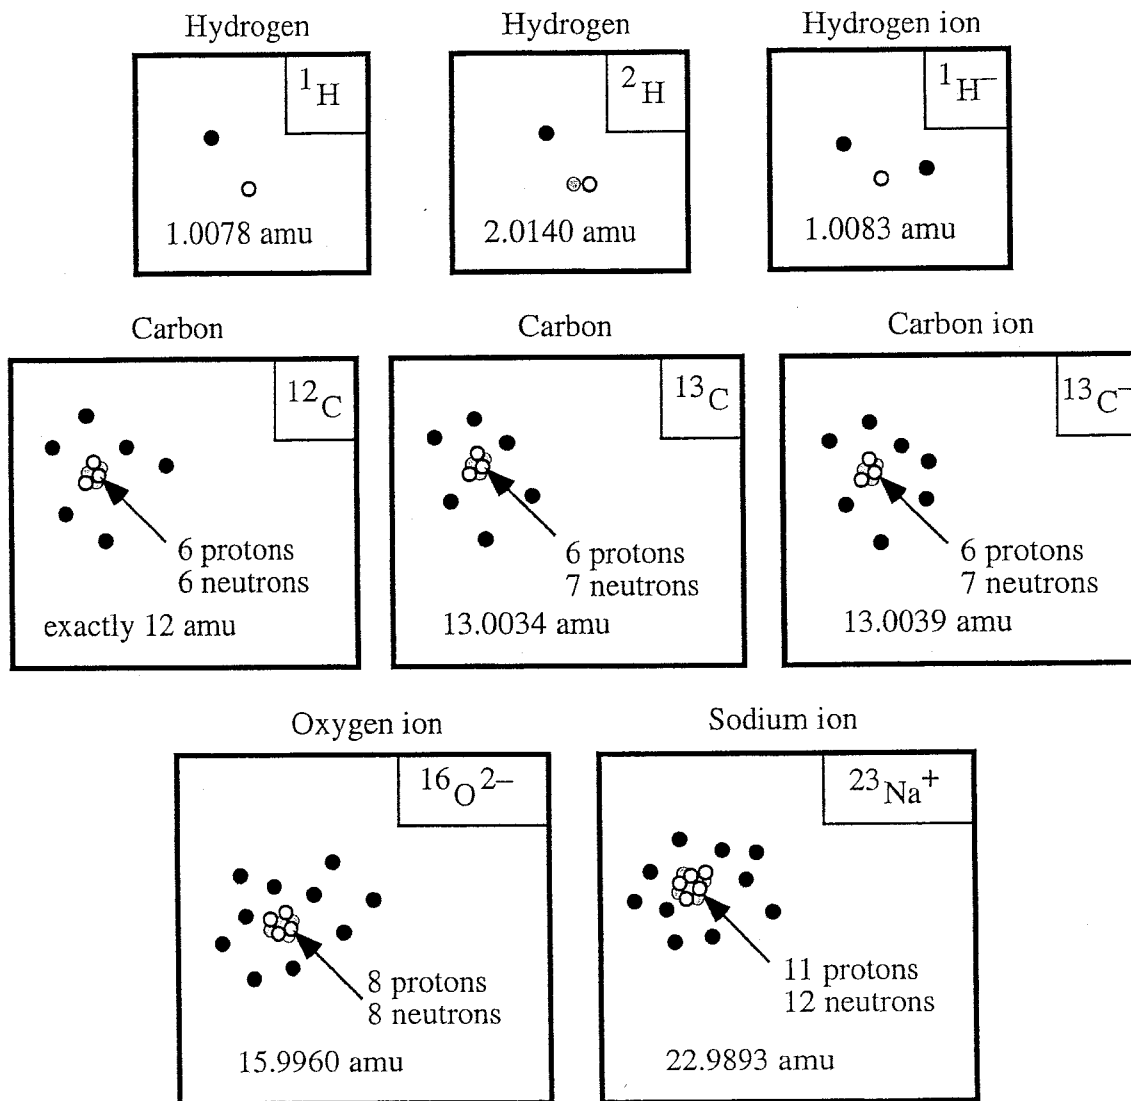 Hydrogen
Hydrogen
Hydrogen ion
¹H
²H
¹H⁻
1.0078 amu
2.0140 amu
1.0083 amu
Carbon
Carbon
Carbon ion
¹²C
¹³C
¹³C⁻
6 protons
6 neutrons
6 protons
7 neutrons
6 protons
7 neutrons
exactly 12 amu
13.0034 amu
13.0039 amu
Oxygen ion
Sodium ion
¹⁶O²⁻
²³Na⁺
8 protons
8 neutrons
11 protons
12 neutrons
15.9960 amu
22.9893 amu